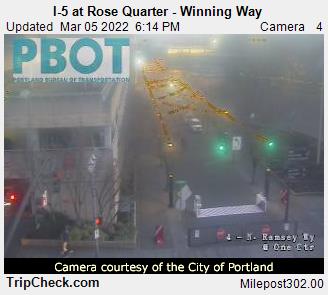 I-5 at Rose Quarter - Winning Way
Updated Mar 05 2022 6:14 PM Camera 4
PBOT
PORTLAND BUREAU OF TRANSPORTATION
4 - N. Ramsey Wy
@ One Ctr
Camera courtesy of the City of Portland
TripCheck.com Milepost302.00